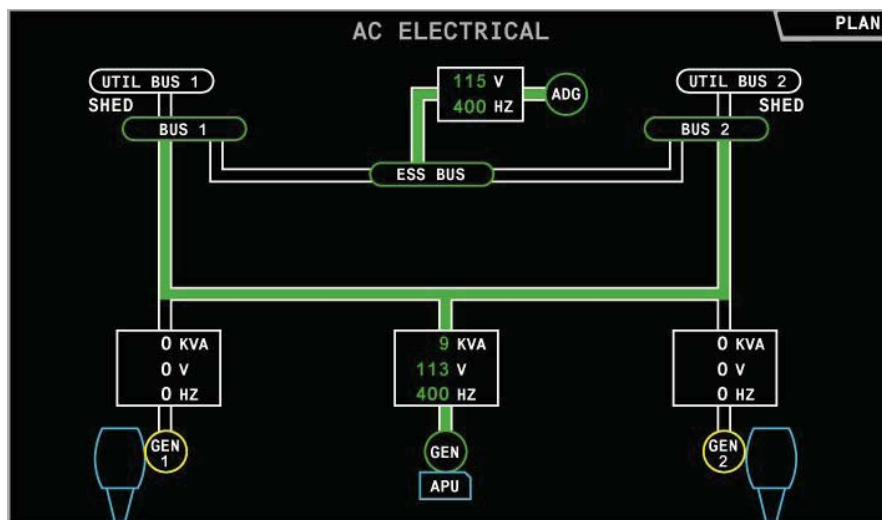 AC ELECTRICAL
PLAN
UTIL BUS 1
115 V
UTIL BUS 2
ADG
SHED
400 HZ
SHED
BUS 1
BUS 2
ESS BUS
0 KVA
9 KVA
0 KVA
0 V
113 V
0 V
0 HZ
400 HZ
0 HZ
GEN
1
GEN
GEN
2
APU